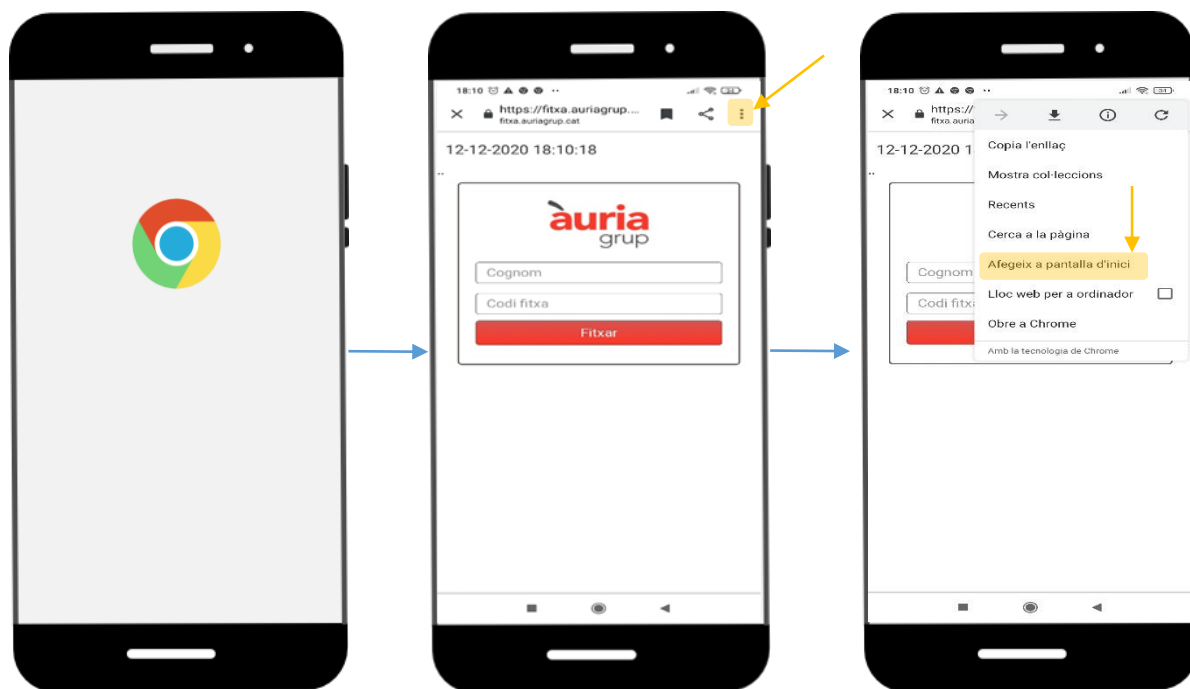 18:10
https://fitxa.auriagrup....
fitxa.auriagrup.cat
12-12-2020 18:10:18
..
àuria
grup
Cognom
Codi fitxa
Fitxar
18:10
https://
fitxa.auria
12-12-2020 1
..
Copia l'enllaç
Mostra col·leccions
Recents
Cerca a la pàgina
Afegeix a pantalla d'inici
Lloc web per a ordinador
Obre a Chrome
Amb la tecnologia de Chrome
Cognom
Codi fitx